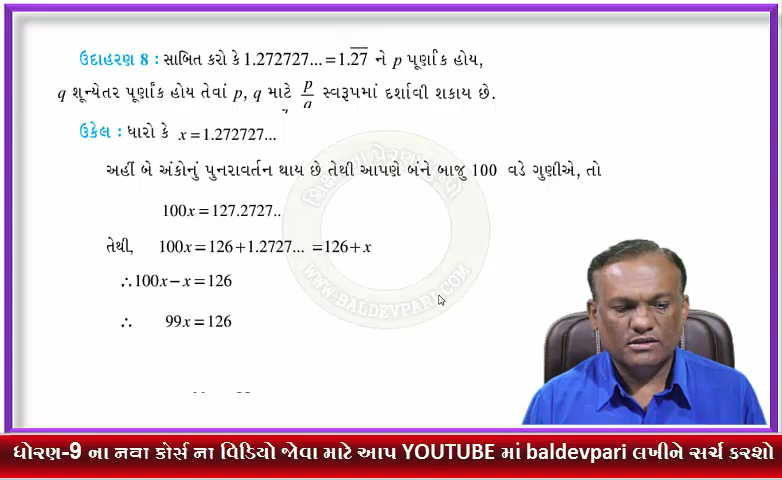 ઉદાહરણ 8 : સાબિત કરો કે 1.272727... = 1.2̅7̅ ને p પૂર્ણાંક હોય,
q શૂન્યેતર પૂર્ણાંક હોય તેવાં p, q માટે p/q સ્વરૂપમાં દર્શાવી શકાય છે.
ઉકેલ : ધારો કે x = 1.272727...
અહીં બે અંકોનું પુનરાવર્તન થાય છે તેથી આપણે બંને બાજુ 100 વડે ગુણીએ, તો
100x = 127.2727..
તેથી, 100x = 126 + 1.2727... = 126 + x
∴ 100x − x = 126
∴ 99x = 126
WWW.BALDEVPARI.COM
ધોરણ-9 ના નવા કોર્સ ના વિડિયો જોવા માટે આપ YOUTUBE માં baldevpari લખીને સર્ચ કરશો